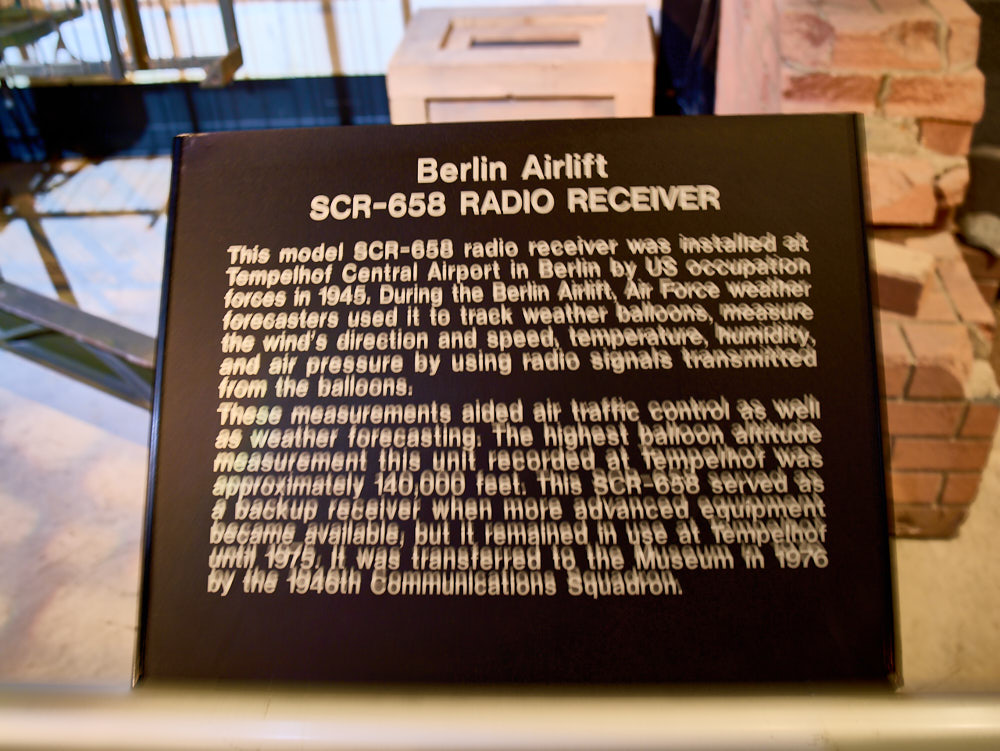 Berlin Airlift
SCR-658 RADIO RECEIVER
This model SCR-658 radio receiver was installed at
Tempelhof Central Airport in Berlin by US occupation
forces in 1945. During the Berlin Airlift, Air Force weather
forecasters used it to track weather balloons, measure
the wind's direction and speed, temperature, humidity,
and air pressure by using radio signals transmitted
from the balloons.
These measurements aided air traffic control as well
as weather forecasting. The highest balloon altitude
measurement this unit recorded at Tempelhof was
approximately 140,000 feet. This SCR-658 served as
a backup receiver when more advanced equipment
became available, but it remained in use at Tempelhof
until 1975. It was transferred to the Museum in 1976
by the 1946th Communications Squadron.